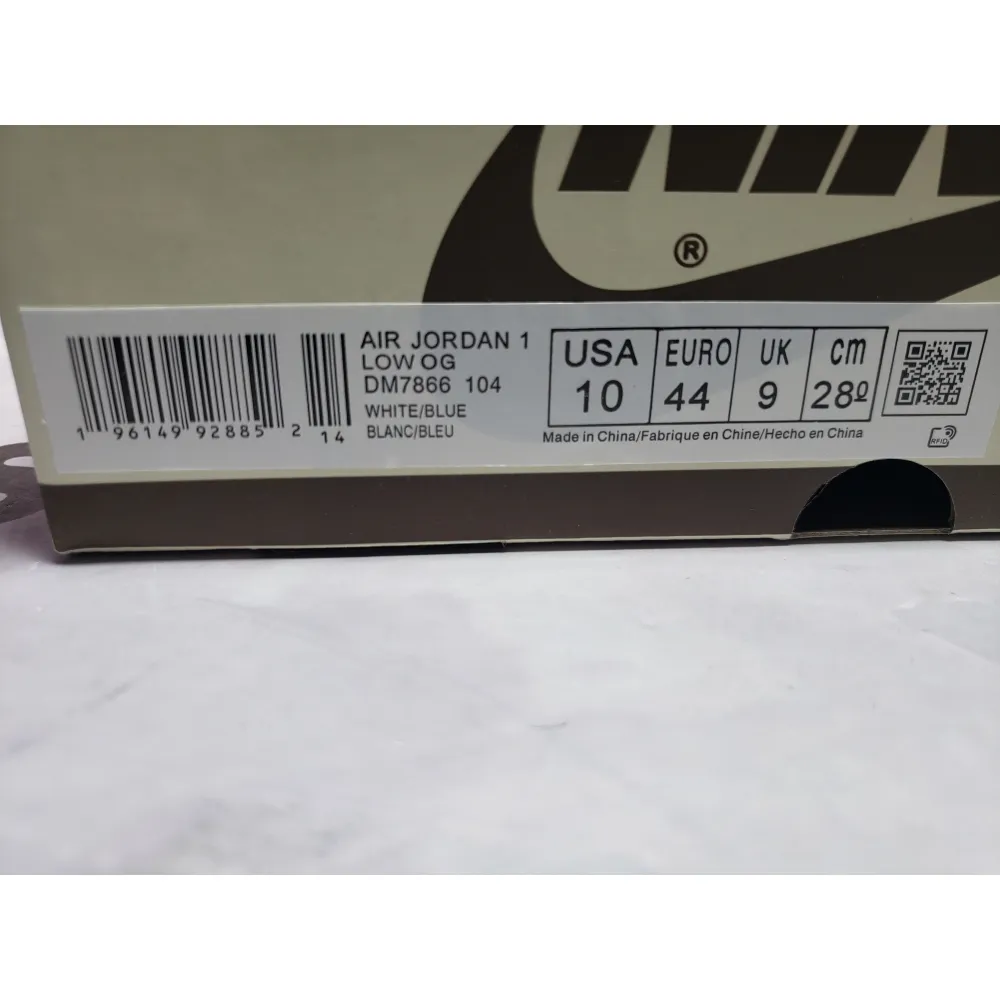 NIK
®
AIR JORDAN 1
LOW OG
DM7866 104
WHITE/BLUE
BLANC/BLEU
1 96149 92885 2 14
USA EURO UK cm
10 44 9 28º
Made in China/Fabrique en Chine/Hecho en China
RFID